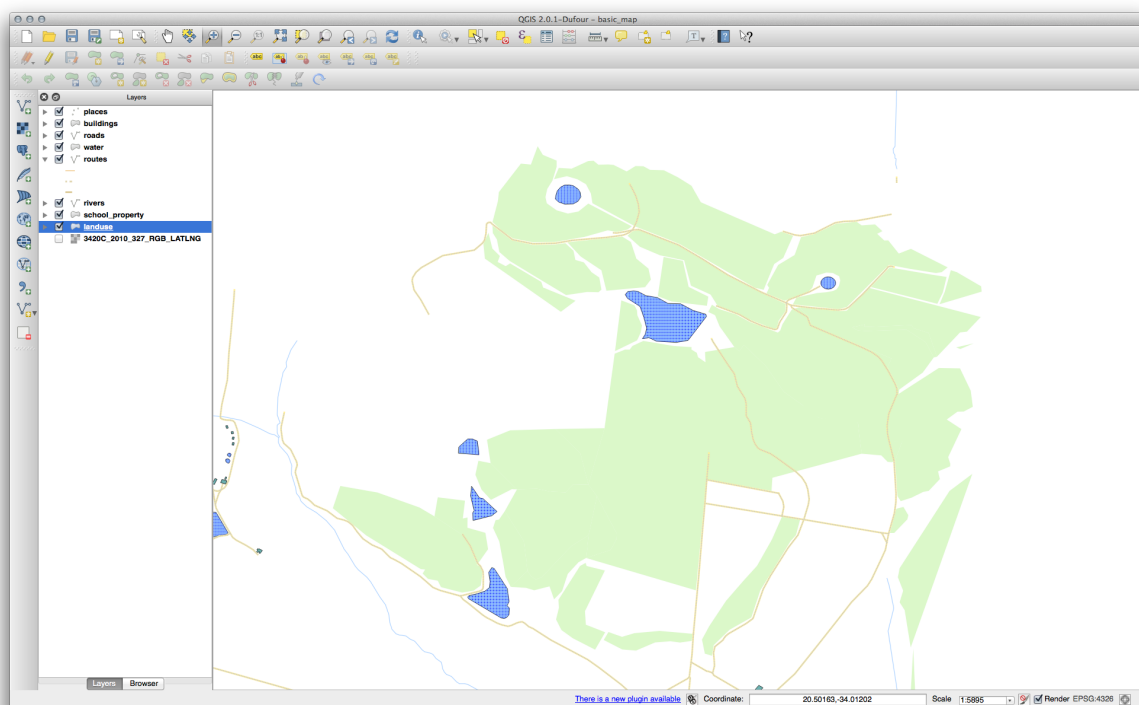 QGIS 2.0.1-Dufour - basic_map
Layers
places
buildings
roads
water
routes
rivers
school_property
landuse
3420C_2010_327_RGB_LATLNG
Layers Browser
There is a new plugin available Coordinate: 20.50163,-34.01202 Scale 1:5895 Render EPSG:4326